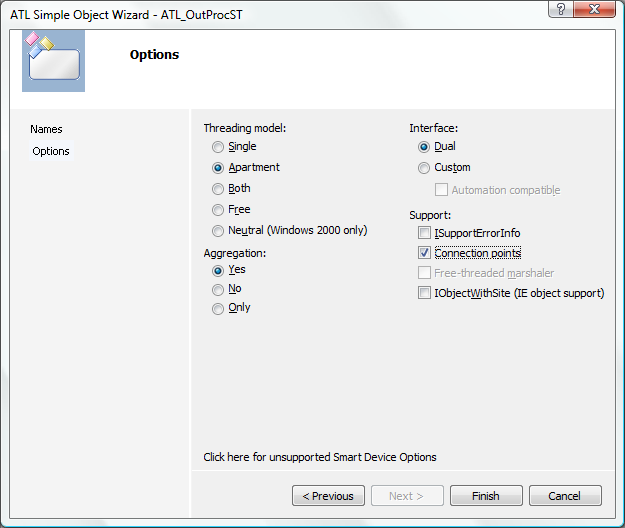 ATL Simple Object Wizard - ATL_OutProcST
Options
Names
Options
Threading model:
Single
Apartment
Both
Free
Neutral (Windows 2000 only)
Aggregation:
Yes
No
Only
Interface:
Dual
Custom
Automation compatible
Support:
ISupportErrorInfo
Connection points
Free-threaded marshaler
IObjectWithSite (IE object support)
Click here for unsupported Smart Device Options
< Previous
Next >
Finish
Cancel